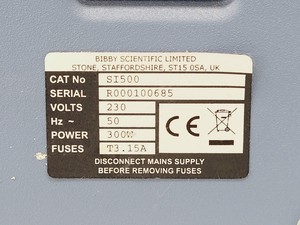 BIBBY SCIENTIFIC LIMITED
STONE, STAFFORDSHIRE, ST15 0SA, UK
CAT No SI500
SERIAL R000100685
VOLTS 230
Hz ~ 50
POWER 300W
FUSES T3.15A
CE
DISCONNECT MAINS SUPPLY
BEFORE REMOVING FUSES